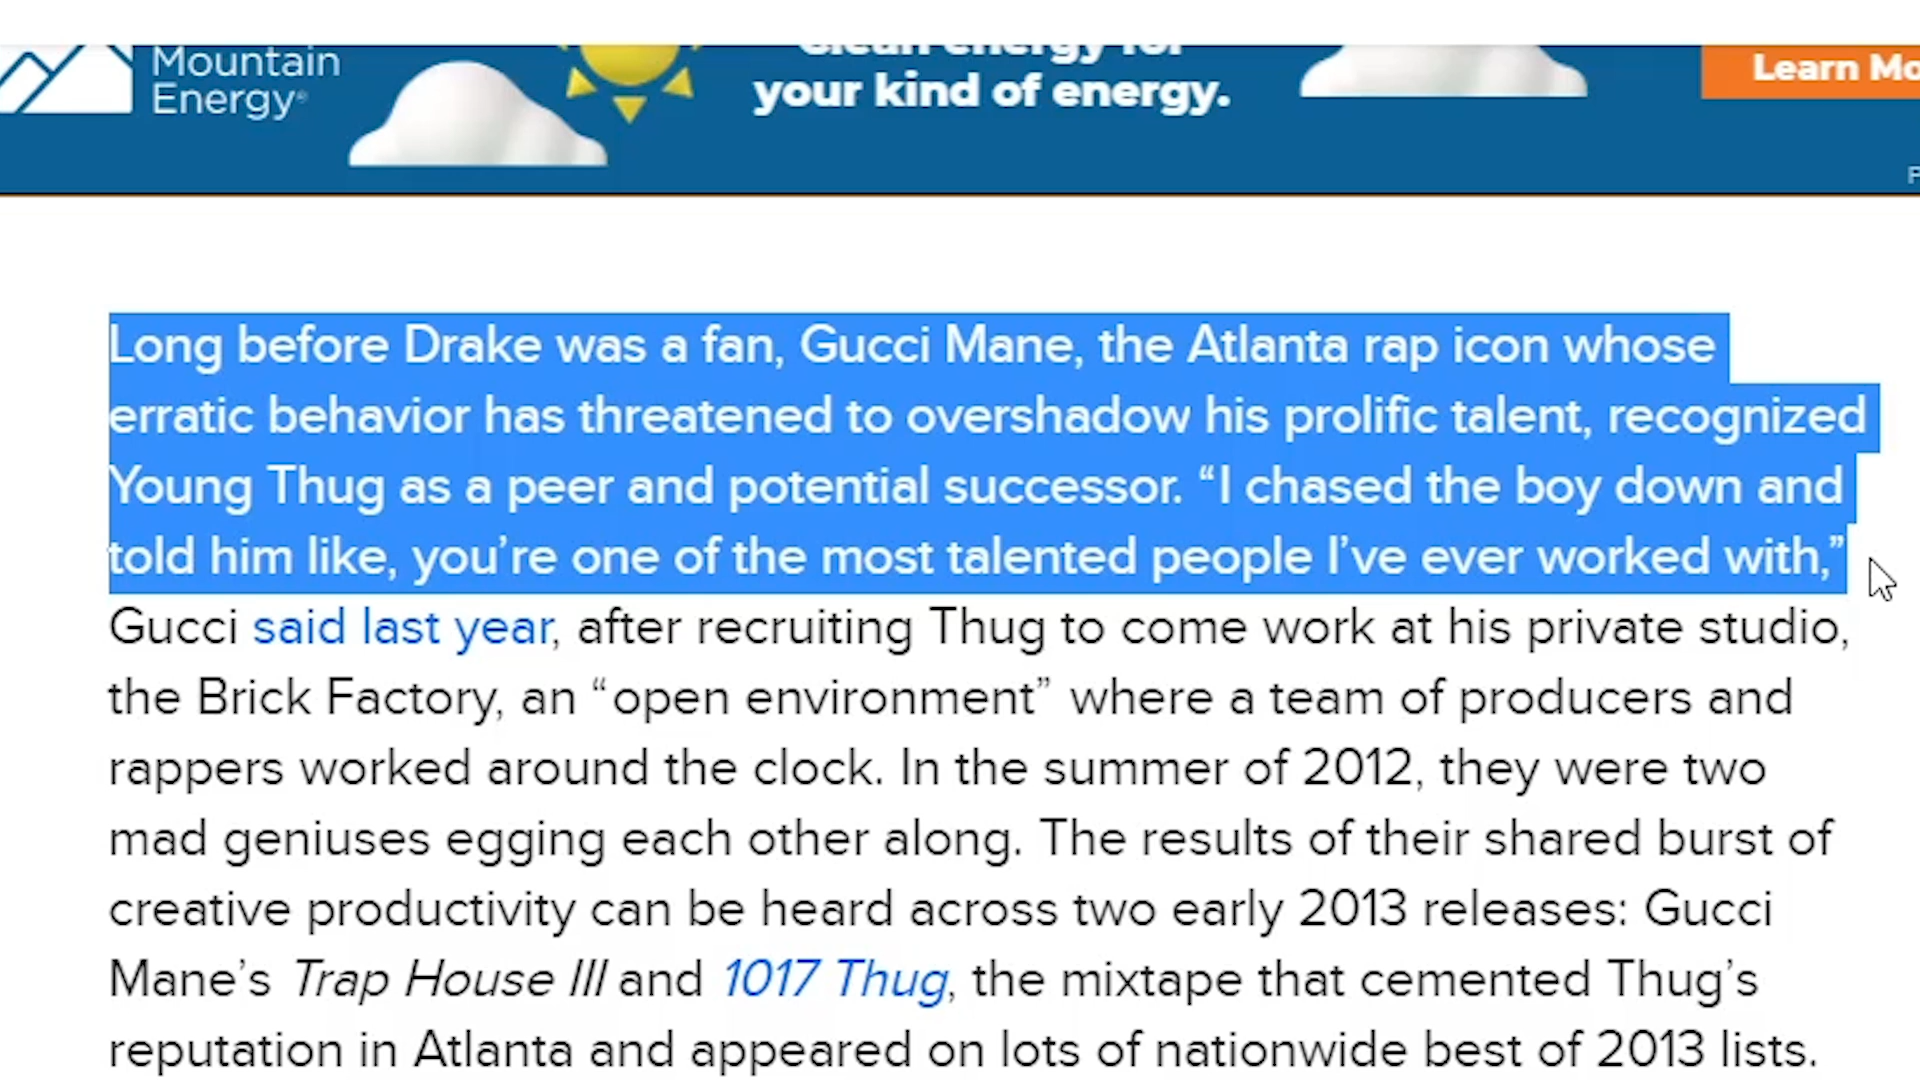 Mountain
Energy
Clean energy for
your kind of energy.
Learn Mo
Long before Drake was a fan, Gucci Mane, the Atlanta rap icon whose
erratic behavior has threatened to overshadow his prolific talent, recognized
Young Thug as a peer and potential successor. “I chased the boy down and
told him like, you’re one of the most talented people I’ve ever worked with,”
Gucci said last year, after recruiting Thug to come work at his private studio,
the Brick Factory, an “open environment” where a team of producers and
rappers worked around the clock. In the summer of 2012, they were two
mad geniuses egging each other along. The results of their shared burst of
creative productivity can be heard across two early 2013 releases: Gucci
Mane’s Trap House III and 1017 Thug, the mixtape that cemented Thug’s
reputation in Atlanta and appeared on lots of nationwide best of 2013 lists.